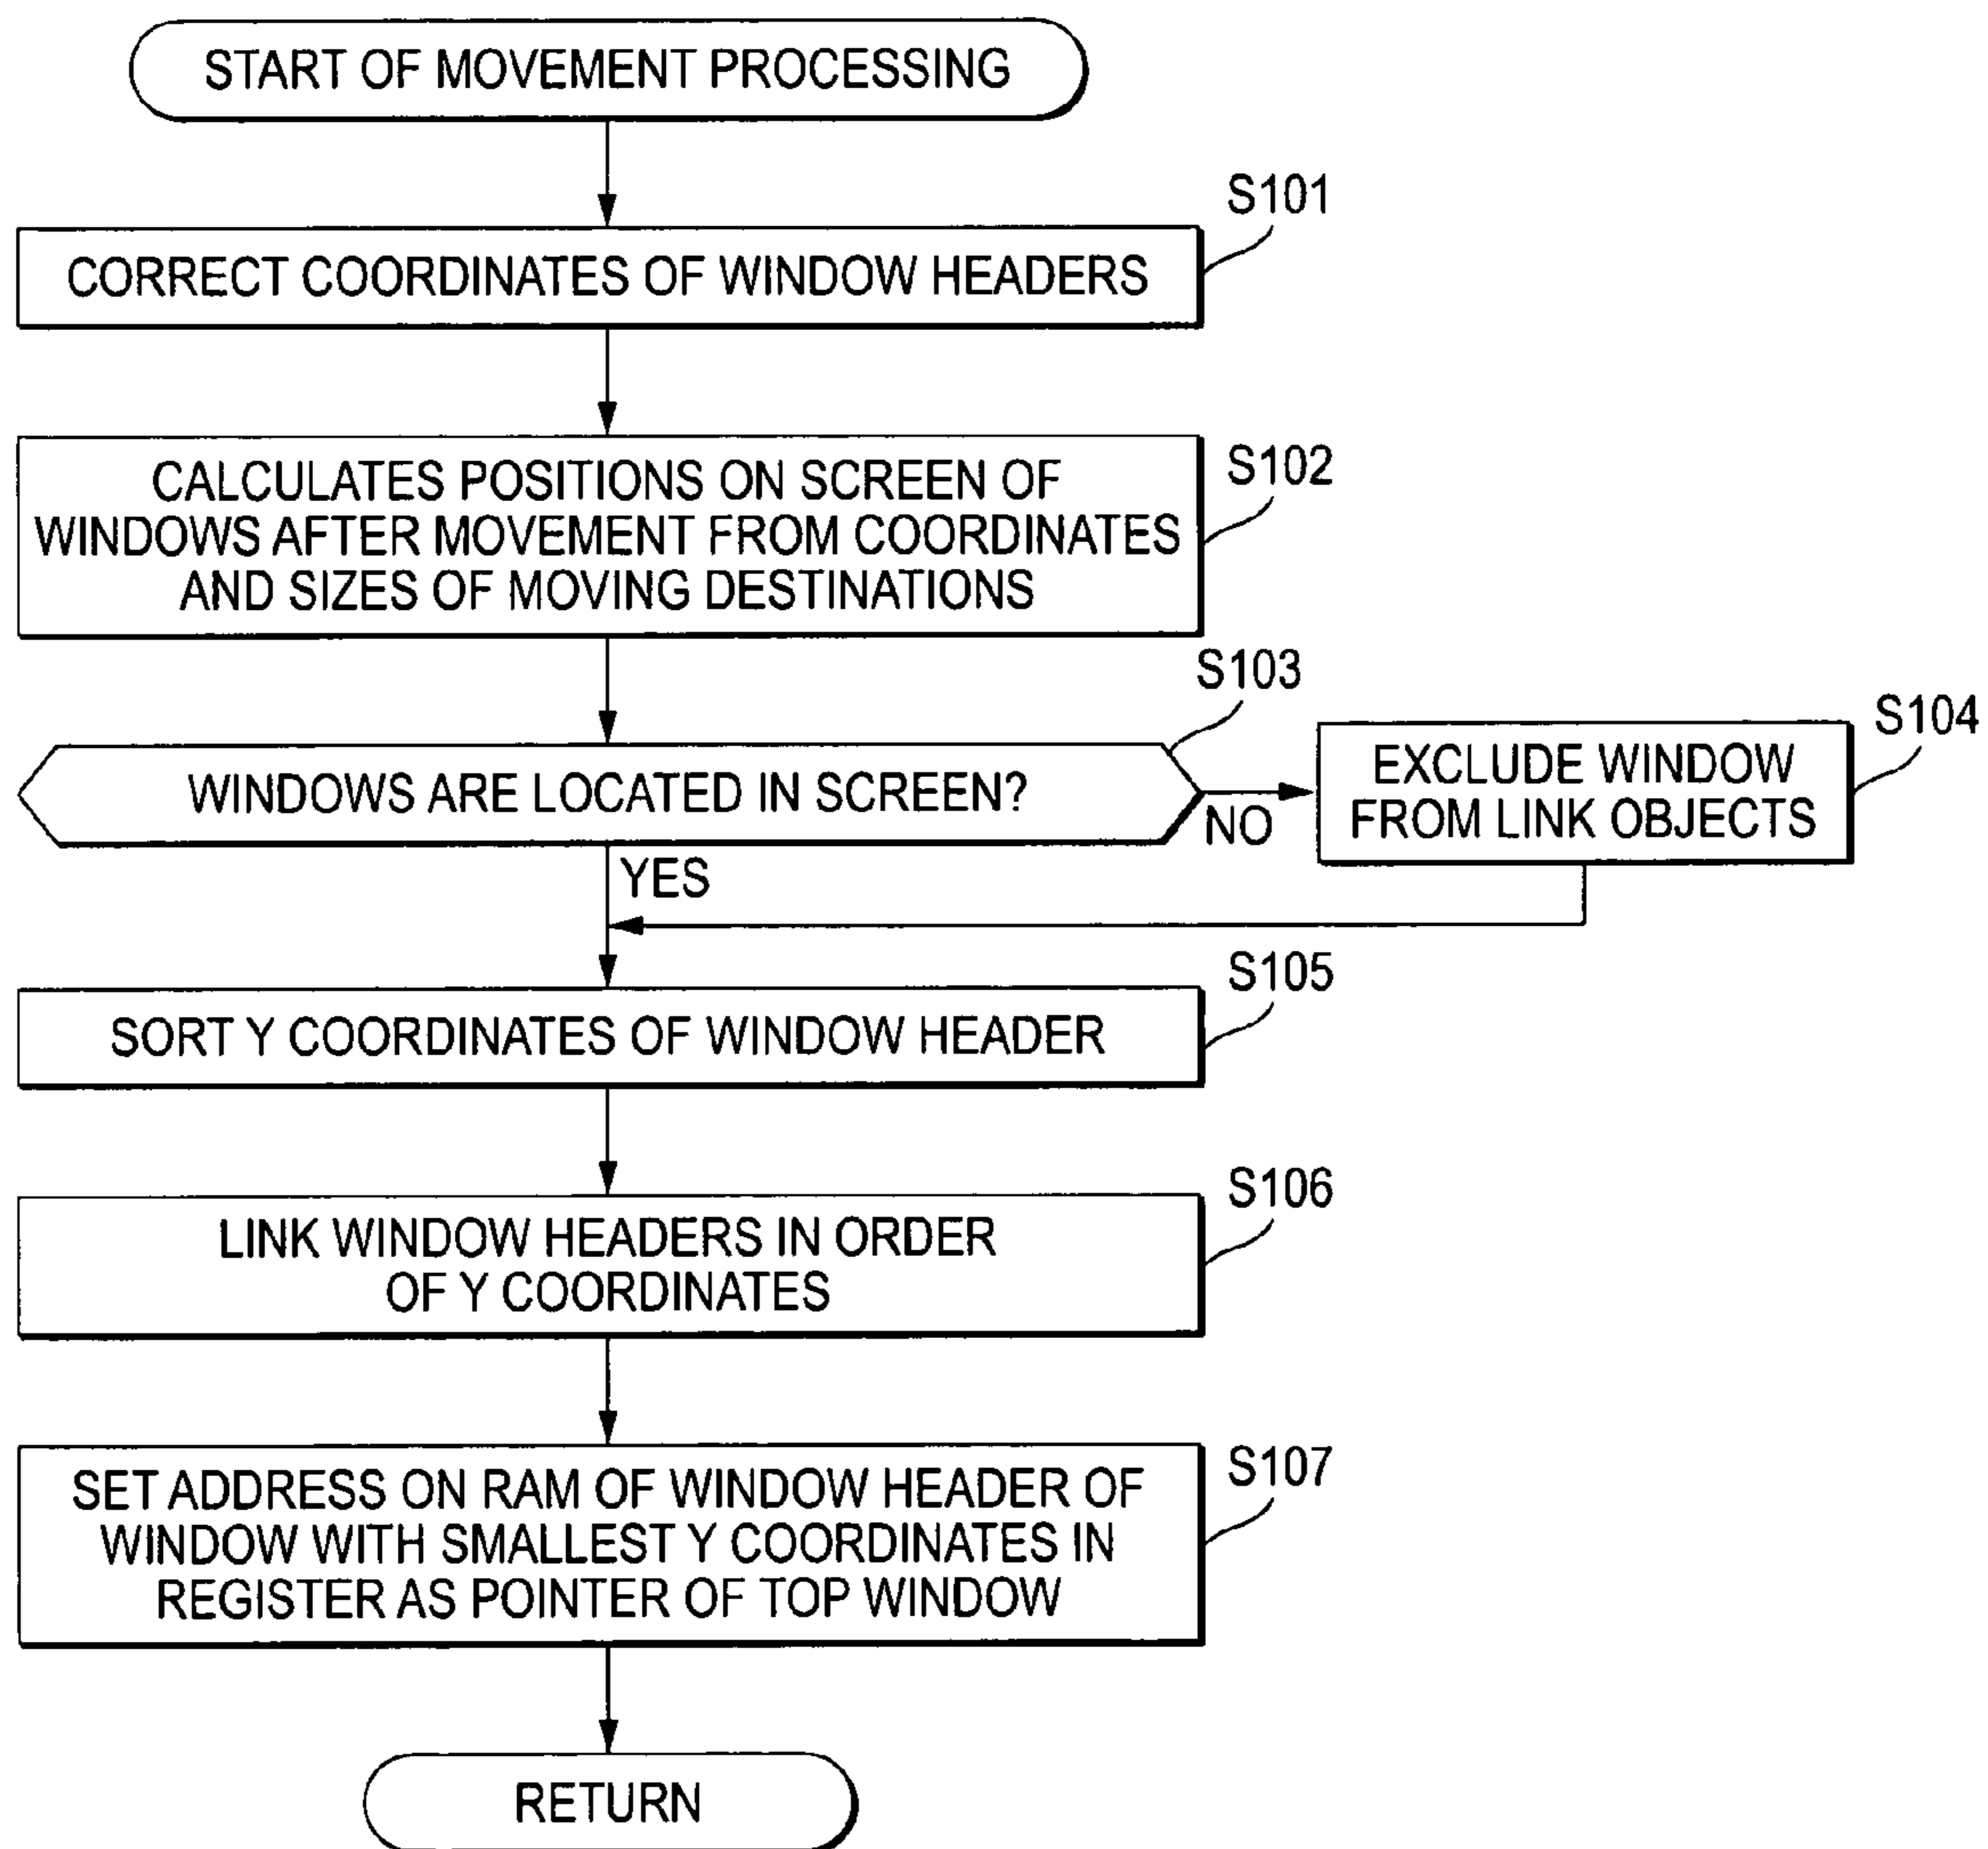 START OF MOVEMENT PROCESSING
S101
CORRECT COORDINATES OF WINDOW HEADERS
S102
CALCULATES POSITIONS ON SCREEN OF
WINDOWS AFTER MOVEMENT FROM COORDINATES
AND SIZES OF MOVING DESTINATIONS
S103
WINDOWS ARE LOCATED IN SCREEN?
NO
S104
EXCLUDE WINDOW
FROM LINK OBJECTS
YES
S105
SORT Y COORDINATES OF WINDOW HEADER
S106
LINK WINDOW HEADERS IN ORDER
OF Y COORDINATES
S107
SET ADDRESS ON RAM OF WINDOW HEADER OF
WINDOW WITH SMALLEST Y COORDINATES IN
REGISTER AS POINTER OF TOP WINDOW
RETURN